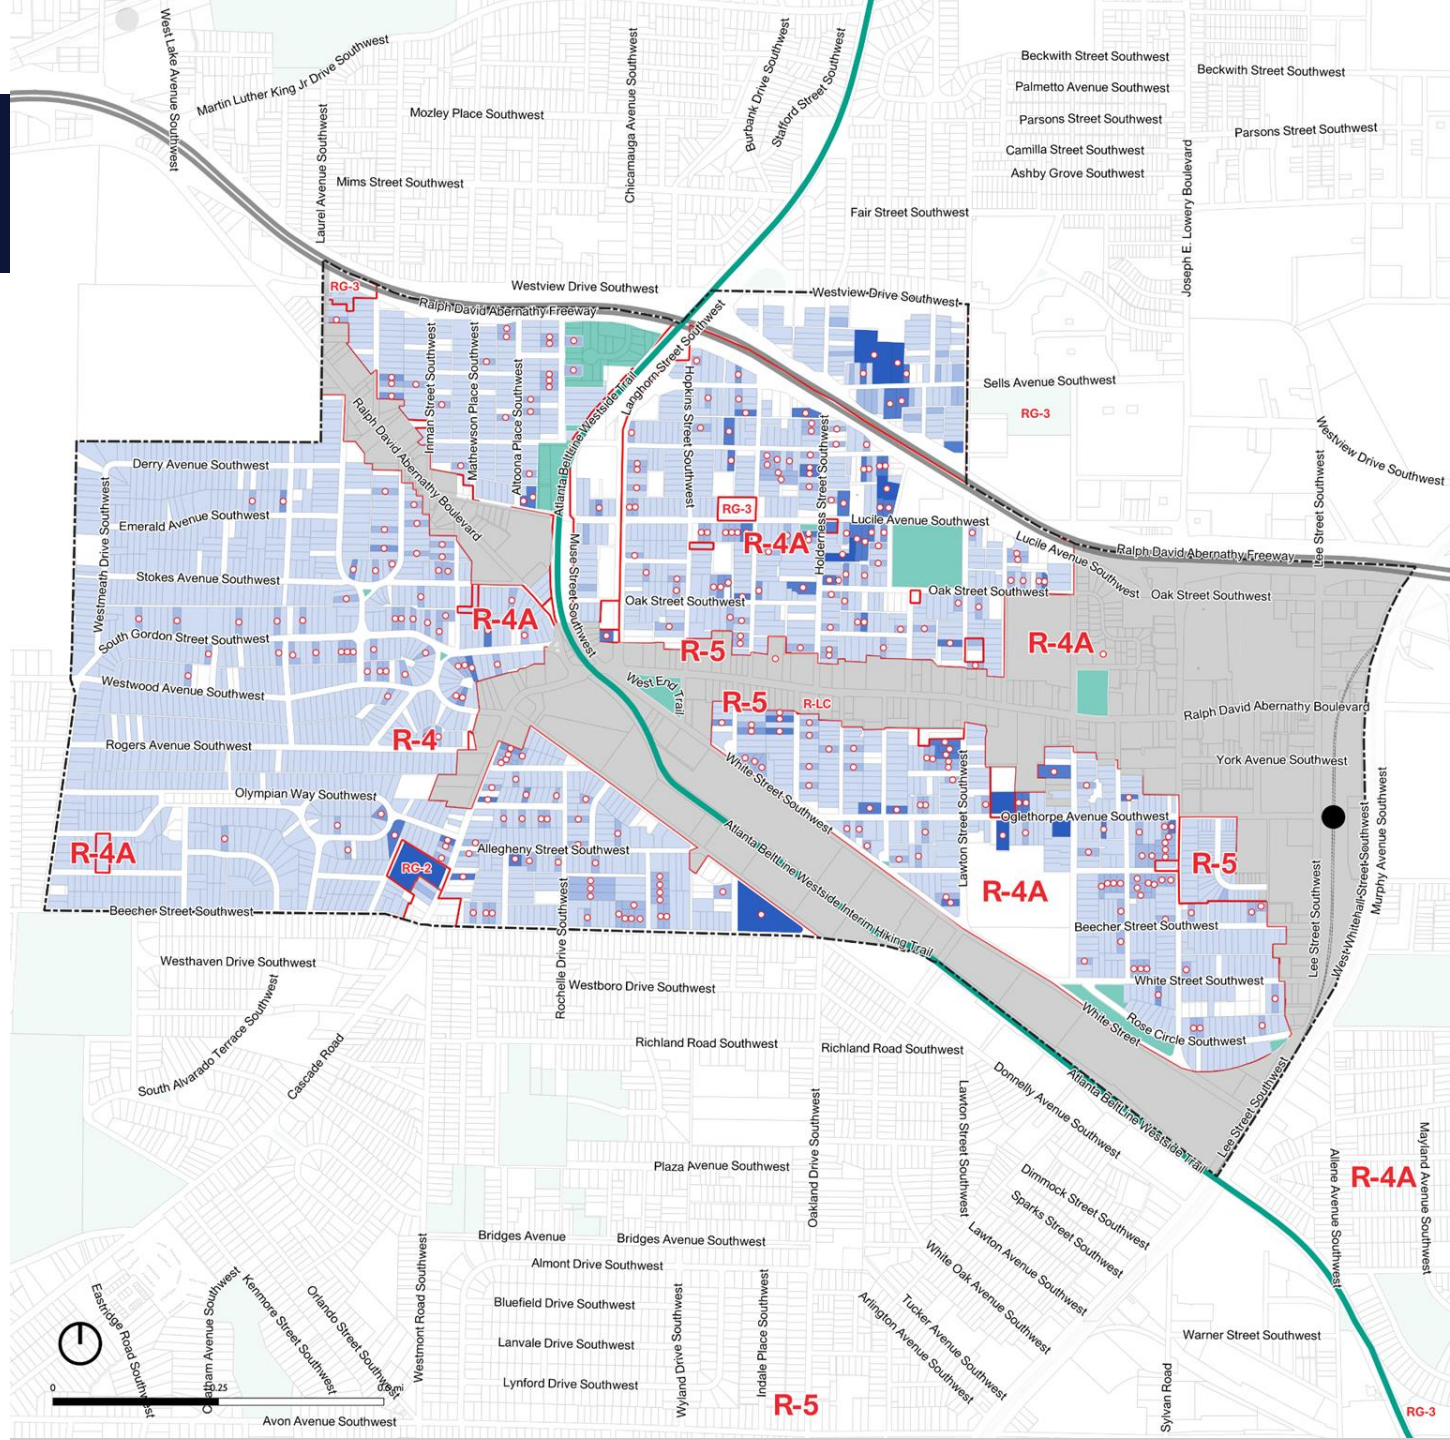 West Lake Avenue Southwest
Martin Luther King Jr Drive Southwest
Laurel Avenue Southwest
Mozley Place Southwest
Mims Street Southwest
Chicamauga Avenue Southwest
Burbank Drive Southwest
Stafford Street Southwest
Beckwith Street Southwest
Beckwith Street Southwest
Palmetto Avenue Southwest
Parsons Street Southwest
Parsons Street Southwest
Camilla Street Southwest
Ashby Grove Southwest
Fair Street Southwest
Joseph E. Lowery Boulevard
RG-3
Westview Drive Southwest
Westview Drive Southwest
Ralph David Abernathy Freeway
Langhorn Street Southwest
Inman Street Southwest
Mathewson Place Southwest
Altoona Place Southwest
Atlanta BeltLine Westside Trail
Hopkins Street Southwest
Holderness Street Southwest
Sells Avenue Southwest
RG-3
Westview Drive Southwest
Lee Street Southwest
Ralph David Abernathy Boulevard
Derry Avenue Southwest
Emerald Avenue Southwest
Westmeath Drive Southwest
Stokes Avenue Southwest
South Gordon Street Southwest
Westwood Avenue Southwest
Rogers Avenue Southwest
Olympian Way Southwest
RG-3
R-4A
Lucile Avenue Southwest
Lucile Avenue Southwest
Ralph David Abernathy Freeway
Muse Street Southwest
Oak Street Southwest
Oak Street Southwest
Oak Street Southwest
R-4A
R-5
R-4A
West End Trail
R-5
R-LC
R-4
Ralph David Abernathy Boulevard
York Avenue Southwest
White Street Southwest
Lawton Street Southwest
Oglethorpe Avenue Southwest
Murphy Avenue Southwest
West Whitehall Street Southwest
Lee Street Southwest
R-4A
RG-2
Allegheny Street Southwest
Atlanta BeltLine Westside Interim Hiking Trail
R-4A
R-5
Beecher Street Southwest
Rochelle Drive Southwest
Beecher Street Southwest
Westhaven Drive Southwest
South Alvarado Terrace Southwest
Cascade Road
Westboro Drive Southwest
White Street Southwest
White Street
Rose Circle Southwest
Richland Road Southwest
Richland Road Southwest
Donnelly Avenue Southwest
Atlanta BeltLine Westside Trail
Lee Street Southwest
Oakland Drive Southwest
Lawton Street Southwest
Plaza Avenue Southwest
Dimmock Street Southwest
Sparks Street Southwest
Lawton Avenue Southwest
White Oak Avenue Southwest
Tucker Avenue Southwest
Arlington Avenue Southwest
Allene Avenue Southwest
R-4A
Mayland Avenue Southwest
Bridges Avenue
Bridges Avenue Southwest
Almont Drive Southwest
Bluefield Drive Southwest
Lanvale Drive Southwest
Lynford Drive Southwest
Westmont Road Southwest
Wyland Drive Southwest
Indale Place Southwest
Eastridge Road Southwest
Chatham Avenue Southwest
Kenmore Street Southwest
Orlando Street Southwest
Avon Avenue Southwest
0
0.25
R-5
Warner Street Southwest
Sylvan Road
RG-3